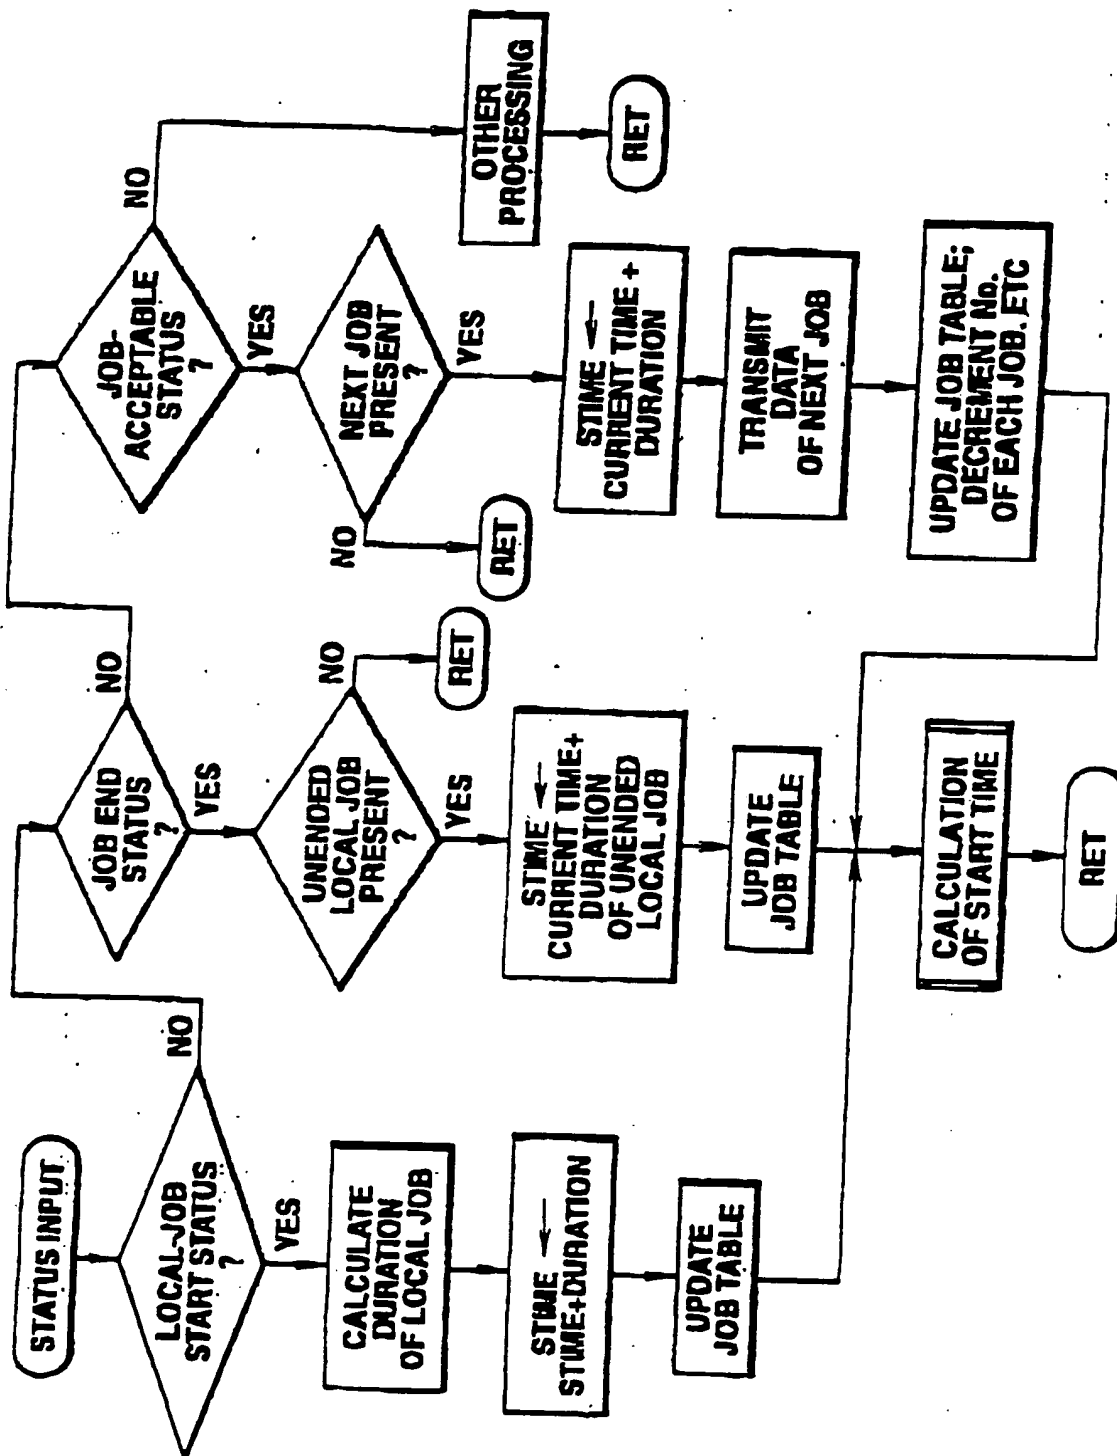 STATUS INPUT
LOCAL-JOB
START STATUS
?
NO
YES
CALCULATE
DURATION
OF LOCAL JOB
STIME ←
STIME+DURATION
UPDATE
JOB TABLE
JOB END
STATUS
?
NO
YES
UNENDED
LOCAL JOB
PRESENT
?
NO
RET
YES
STIME ←
CURRENT TIME+
DURATION
OF UNENDED
LOCAL JOB
UPDATE
JOB TABLE
CALCULATION
OF START TIME
RET
JOB-
ACCEPTABLE
STATUS
?
NO
YES
OTHER
PROCESSING
RET
NEXT JOB
PRESENT
?
NO
RET
YES
STIME ←
CURRENT TIME +
DURATION
TRANSMIT
DATA
OF NEXT JOB
UPDATE JOB TABLE;
DECREMENT No.
OF EACH JOB. ETC